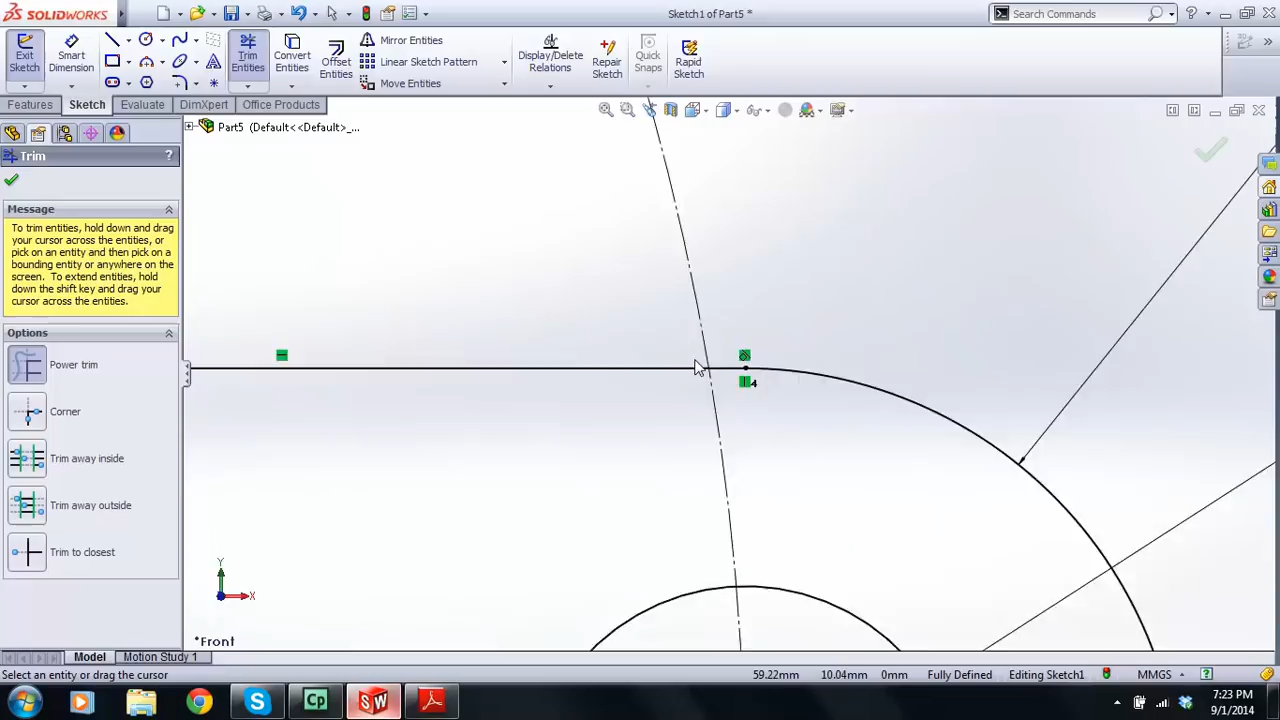 SOLIDWORKS
Sketch1 of Part5 *
Search Commands
Exit Sketch
Smart Dimension
Trim Entities
Convert Entities
Offset Entities
Mirror Entities
Linear Sketch Pattern
Move Entities
Display/Delete Relations
Repair Sketch
Quick Snaps
Rapid Sketch
Features
Sketch
Evaluate
DimXpert
Office Products
Part5 (Default<<Default>_...
Trim
?
Message
To trim entities, hold down and drag
your cursor across the entities, or
pick on an entity and then pick on a
bounding entity or anywhere on the
screen. To extend entities, hold
down the shift key and drag your
cursor across the entities.
Options
Power trim
Corner
Trim away inside
Trim away outside
Trim to closest
4
Y
X
*Front
Model
Motion Study 1
Select an entity or drag the cursor
59.22mm
10.04mm
0mm
Fully Defined
Editing Sketch1
MMGS
?
Cp
SW
7:23 PM
9/1/2014